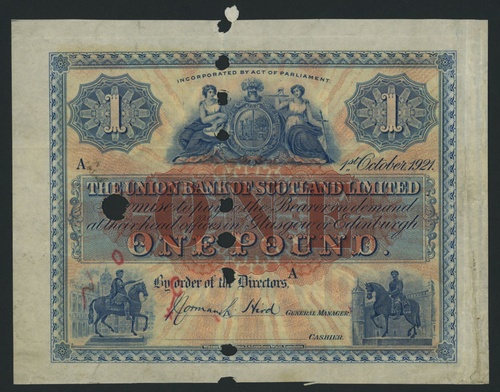 INCORPORATED BY ACT OF PARLIAMENT.
1 1
A 1st October 1921.
THE UNION BANK OF SCOTLAND LIMITED
promise to pay the Bearer on demand
at their head offices in Glasgow or Edinburgh
ONE POUND.
By order of the Directors. A
Norman Hird GENERAL MANAGER
CASHIER.